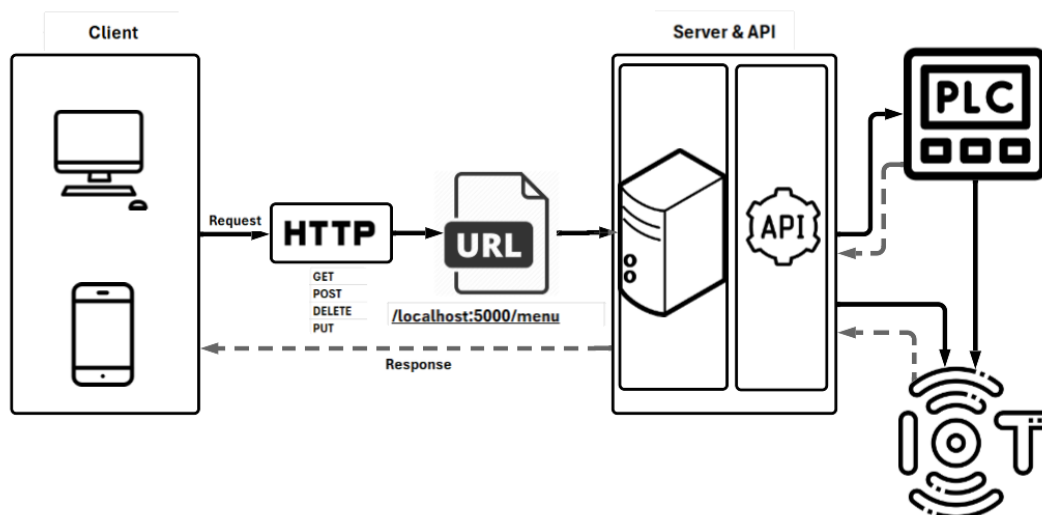 Client
Server & API
PLC
Request
HTTP
URL
API
GET
POST
DELETE
PUT
/localhost:5000/menu
Response
IOT